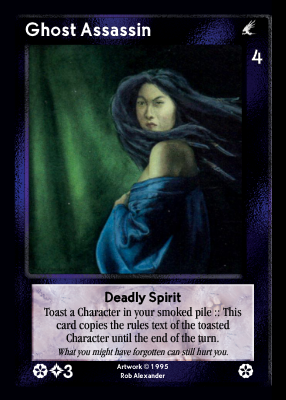 Ghost Assassin
4
Deadly Spirit
Toast a Character in your smoked pile :: This
card copies the rules text of the toasted
Character until the end of the turn.
What you might have forgotten can still hurt you.
3
Artwork © 1995
Rob Alexander